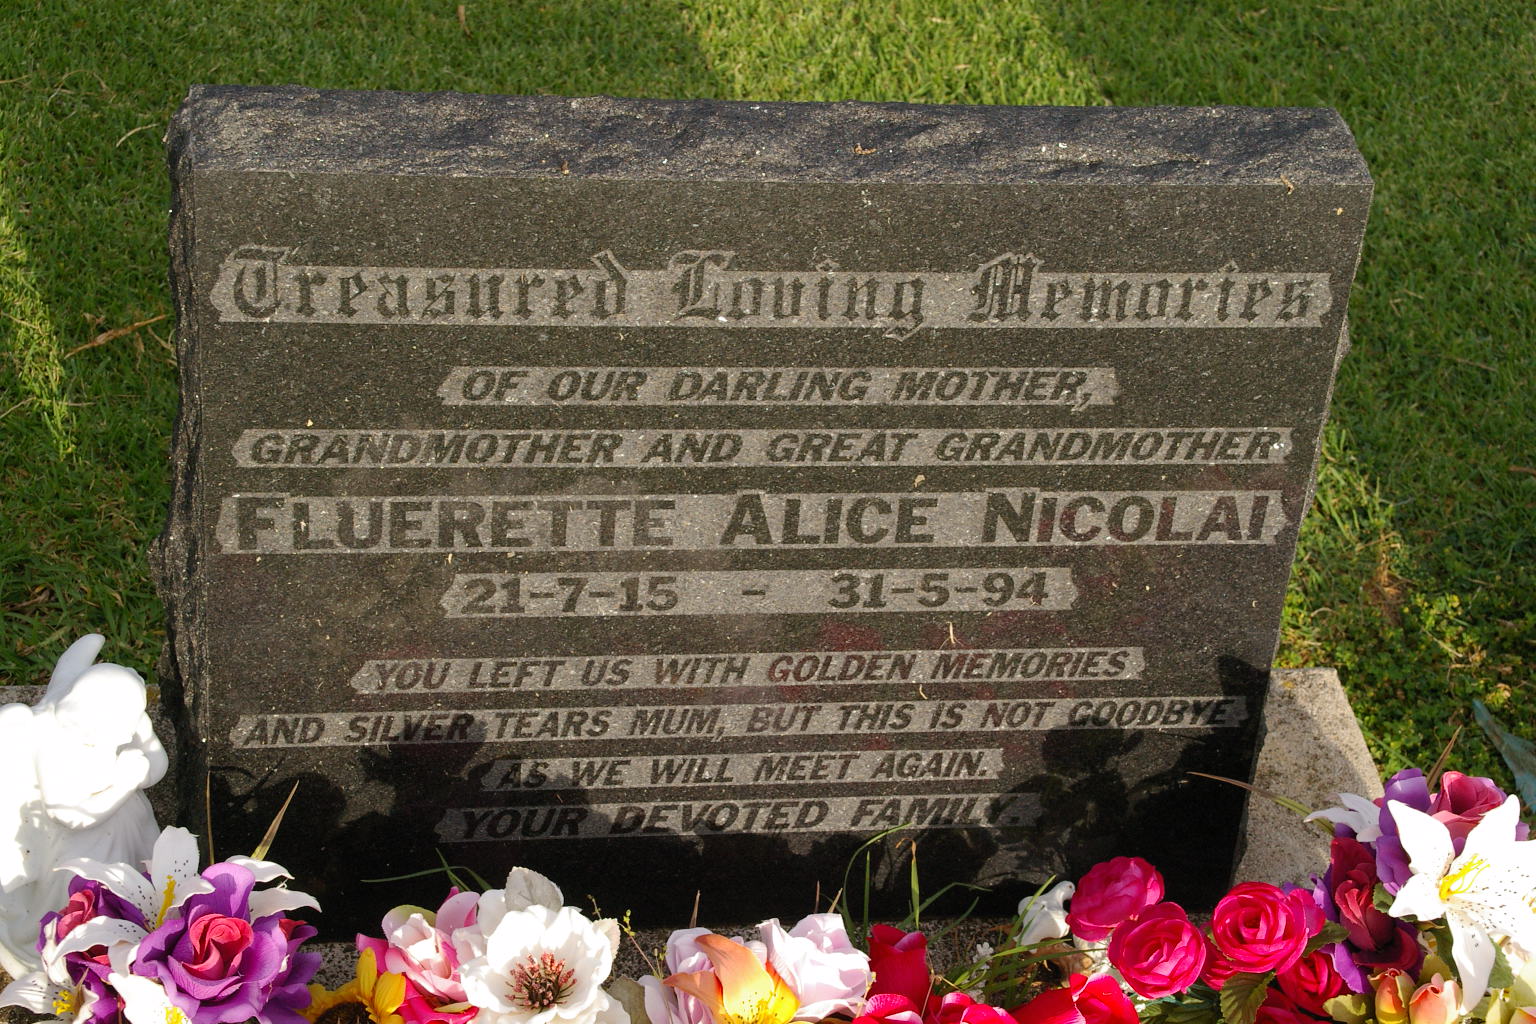 Treasured Loving Memories
OF OUR DARLING MOTHER,
GRANDMOTHER AND GREAT GRANDMOTHER
FLUERETTE ALICE NICOLAI
21-7-15 - 31-5-94
YOU LEFT US WITH GOLDEN MEMORIES
AND SILVER TEARS MUM, BUT THIS IS NOT GOODBYE
AS WE WILL MEET AGAIN.
YOUR DEVOTED FAMILY.